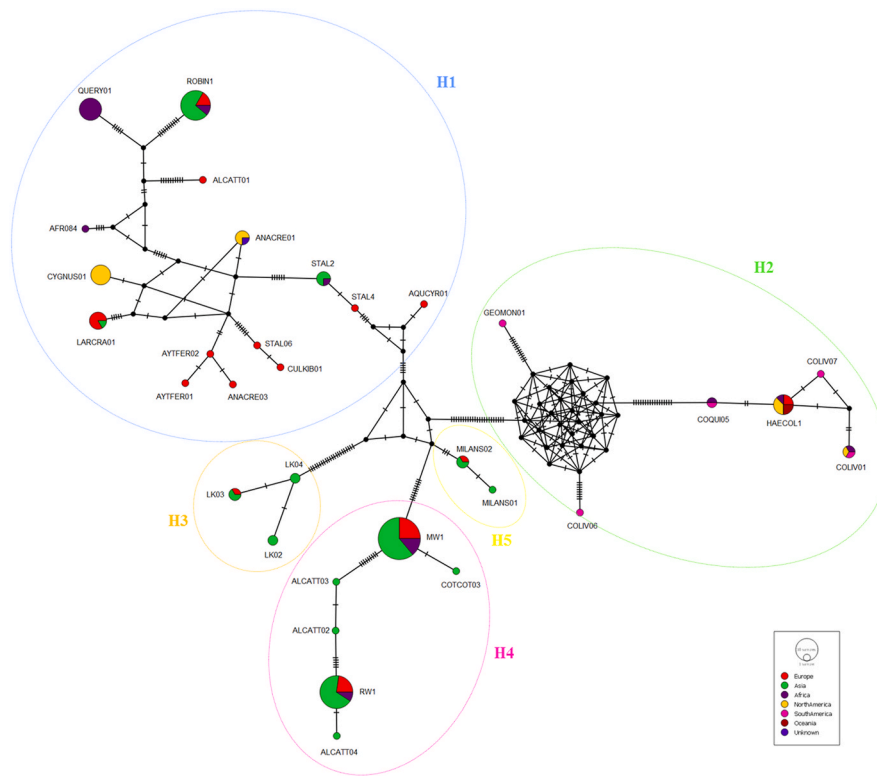 H1
ROBIN1
QUERY01
ALCATT01
AFR084
ANACRE01
STAL2
CYGNUS01
STAL4
AQUCYR01
LARCRA01
AYTFER02
STAL06
CULKIB01
AYTFER01
ANACRE03
H2
GEOMON01
COLIV07
COQUI05
HAECOL1
COLIV01
COLIV06
LK04
LK03
H3
LK02
MILANS02
MILANS01
H5
MW1
ALCATT03
COTCOT03
ALCATT02
H4
RW1
ALCATT04
Europe
Asia
Africa
NorthAmerica
SouthAmerica
Oceania
Unknown